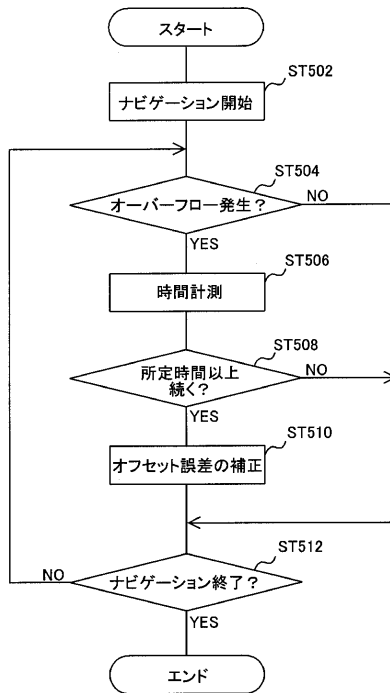 スタート
ST502
ナビゲーション開始
ST504
オーバーフロー発生?
NO
YES
ST506
時間計測
ST508
所定時間以上
続く?
NO
YES
ST510
オフセット誤差の補正
ST512
ナビゲーション終了?
NO
YES
エンド